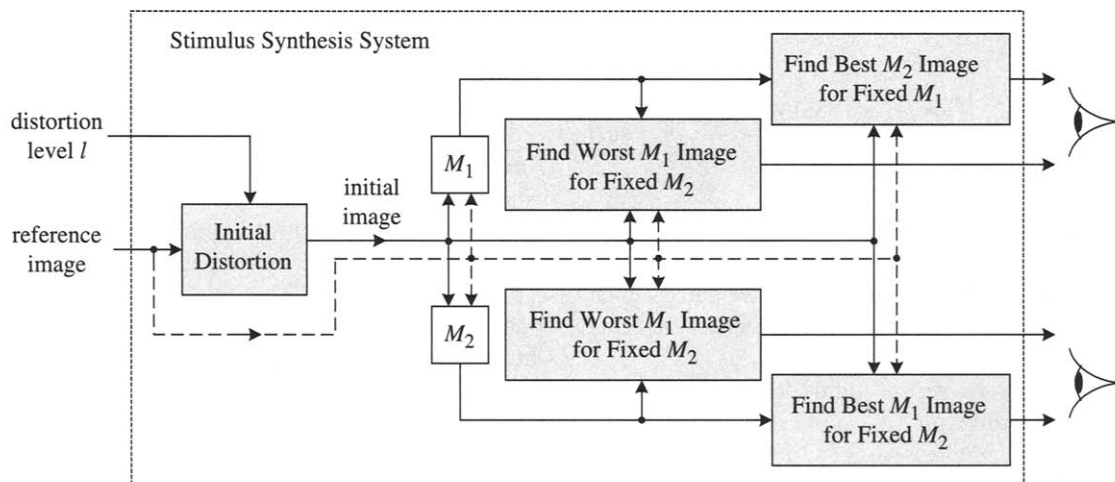 Stimulus Synthesis System
distortion
level l
reference
image
Initial
Distortion
initial
image
M1
M2
Find Worst M1 Image
for Fixed M2
Find Best M2 Image
for Fixed M1
Find Worst M1 Image
for Fixed M2
Find Best M1 Image
for Fixed M2